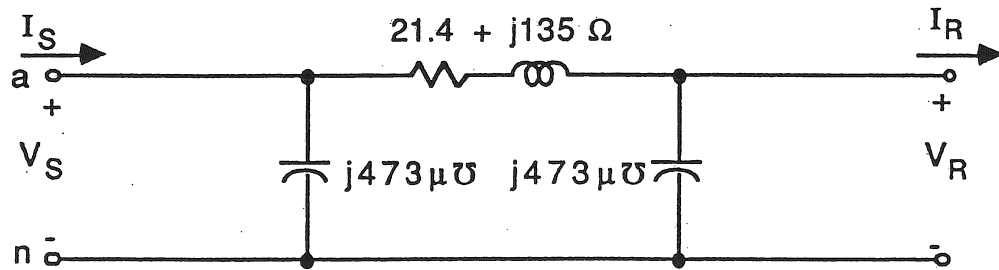 I_S
21.4 + j135 Ω
I_R
a
+
+
V_S
j473μ℧
j473μ℧
V_R
n
-
-